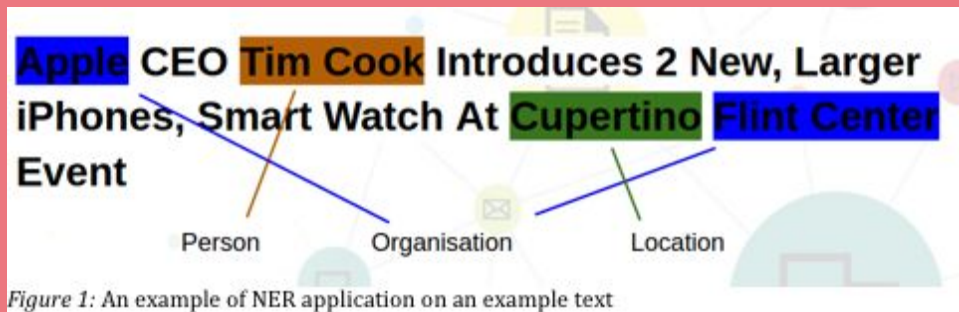 Apple CEO Tim Cook Introduces 2 New, Larger
iPhones, Smart Watch At Cupertino Flint Center
Event
Person Organisation Location
Figure 1: An example of NER application on an example text